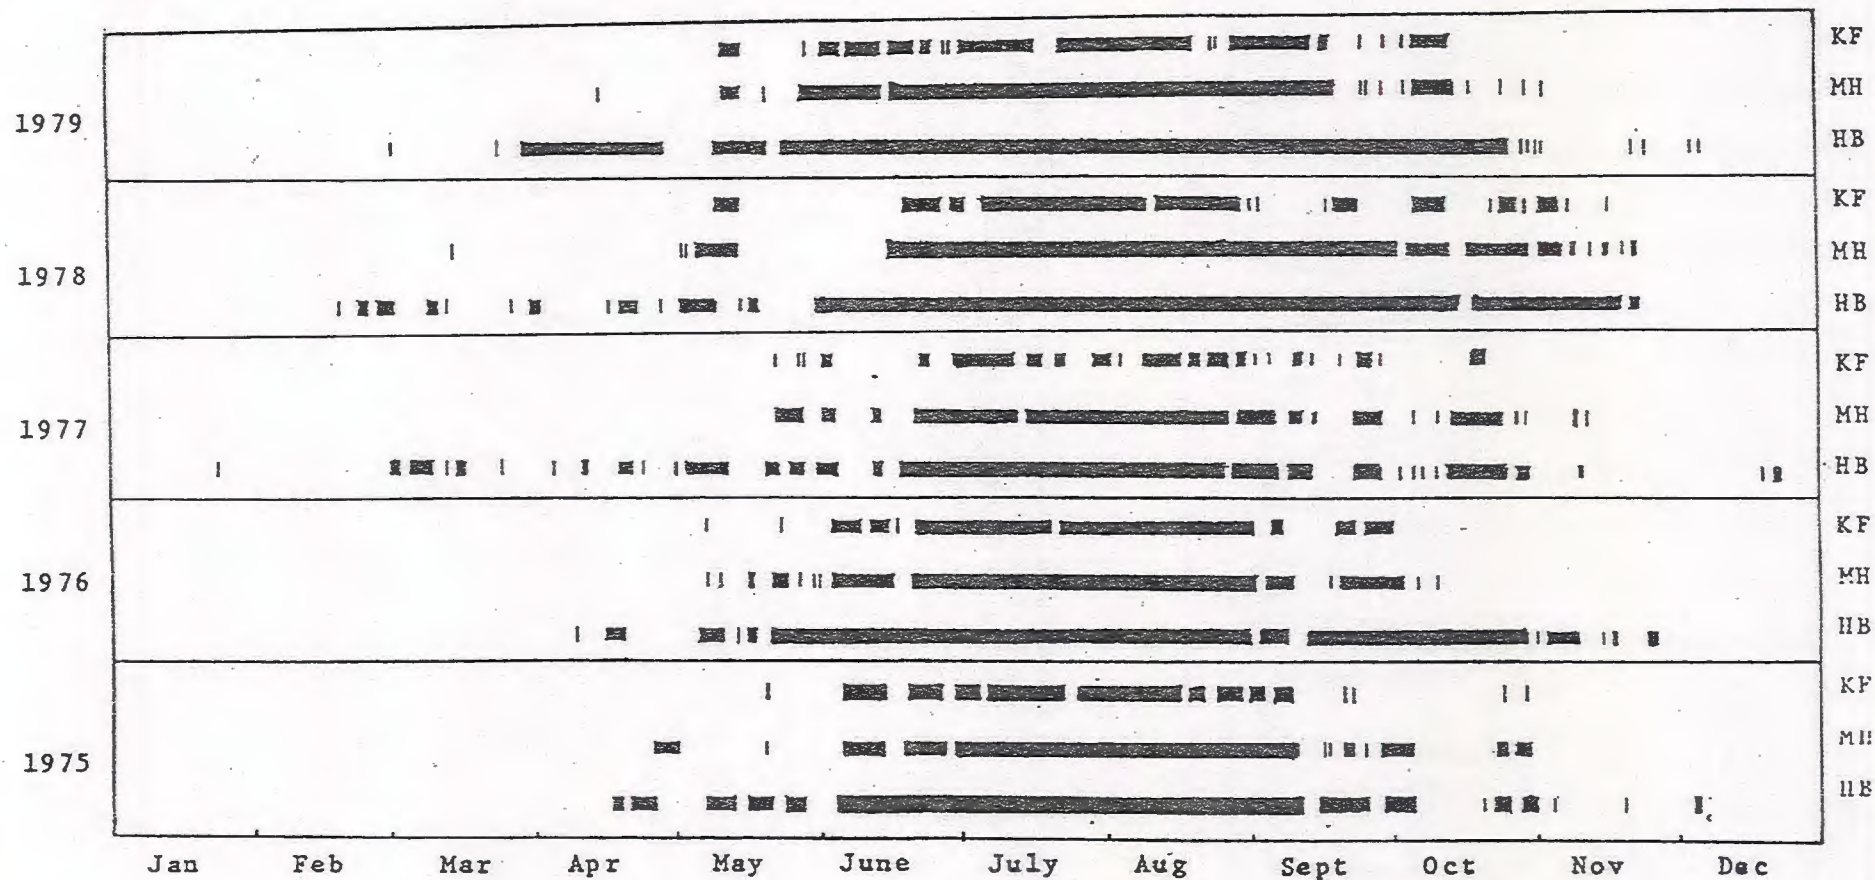 KF
MH
1979
HB
KF
MH
1978
HB
KF
MH
1977
HB
KF
MH
1976
HB
KF
MH
1975
HB
Jan Feb Mar Apr May June July Aug Sept Oct Nov Dec